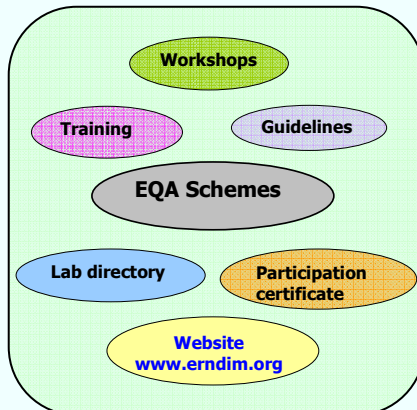 Workshops
Training
Guidelines
EQA Schemes
Lab directory
Participation
certificate
Website
www.erndim.org